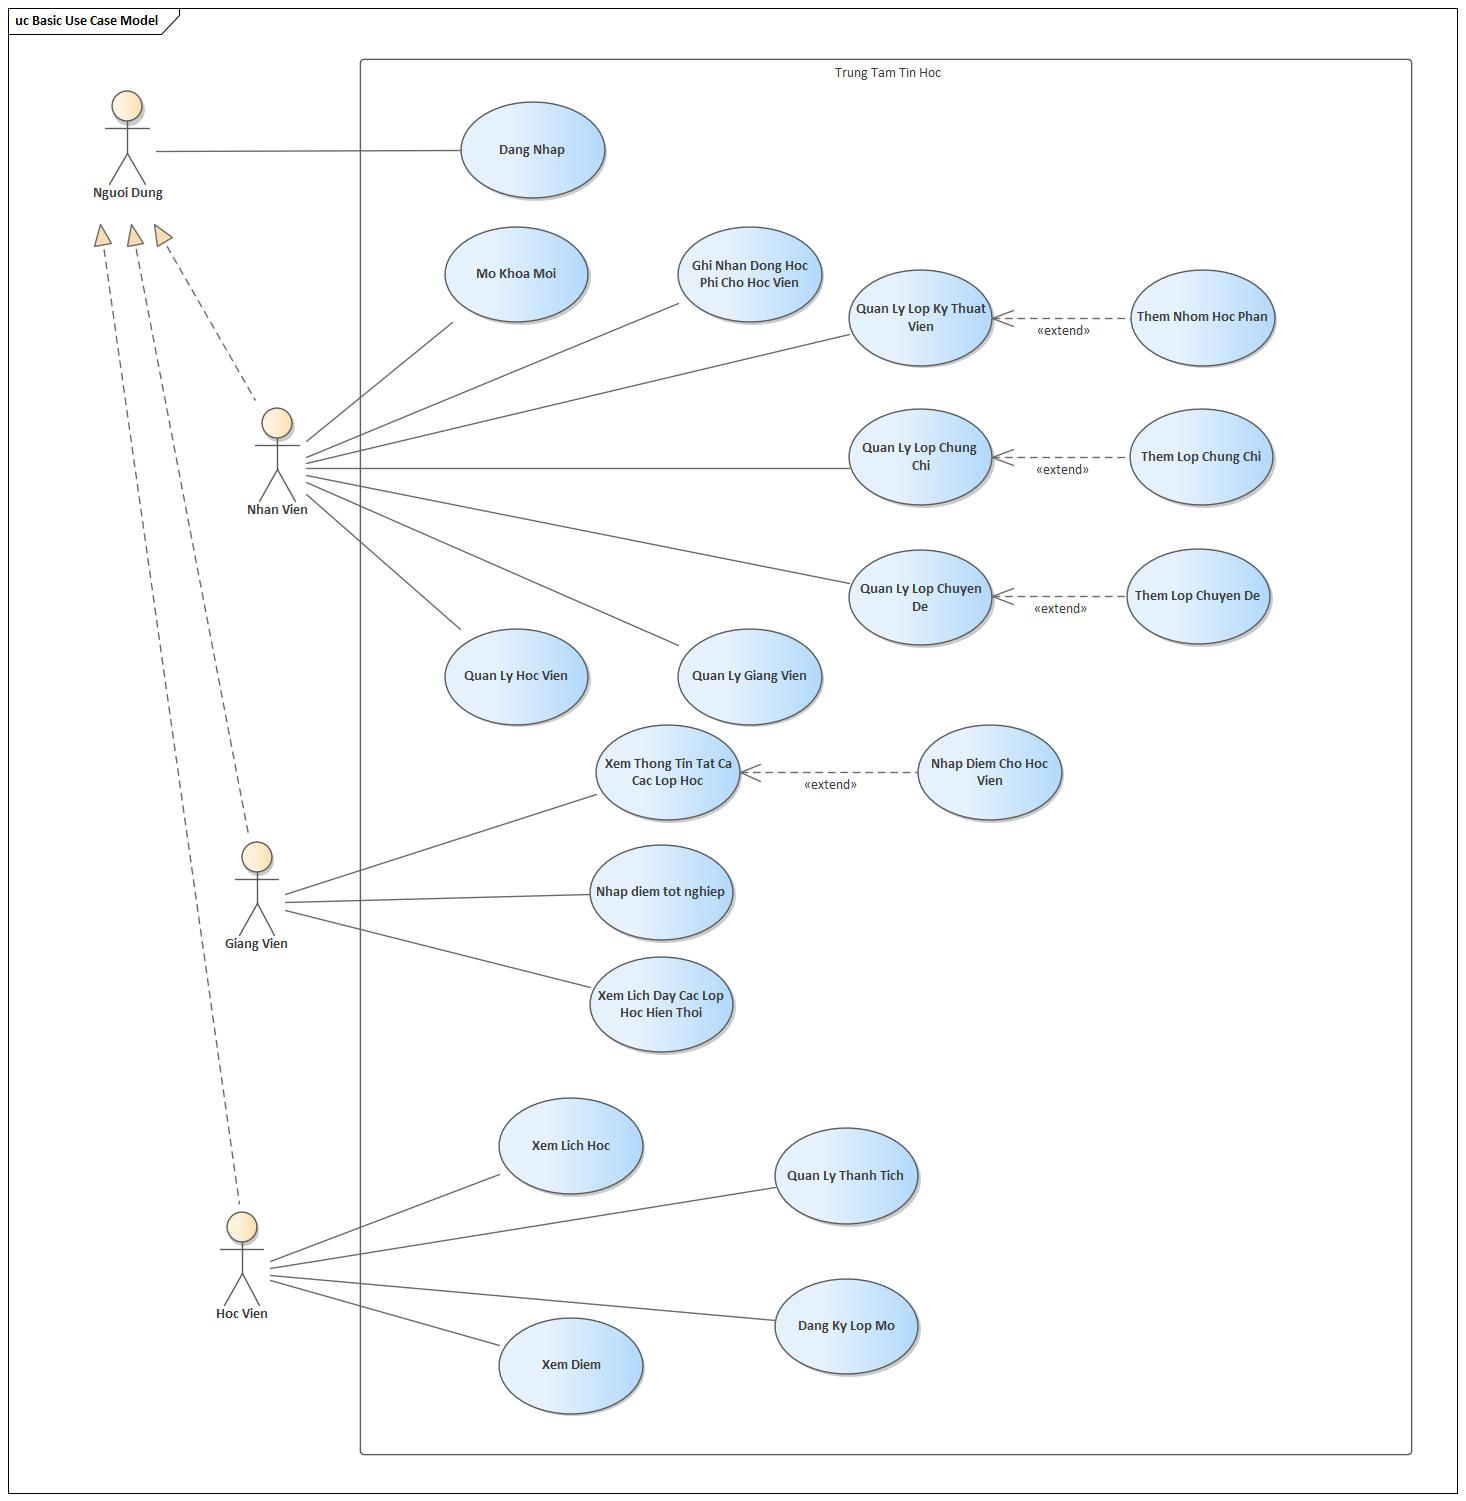 uc Basic Use Case Model
Trung Tam Tin Hoc
Nguoi Dung
Dang Nhap
Mo Khoa Moi
Ghi Nhan Dong Hoc
Phi Cho Hoc Vien
Quan Ly Lop Ky Thuat
Vien
«extend»
Them Nhom Hoc Phan
Nhan Vien
Quan Ly Lop Chung
Chi
«extend»
Them Lop Chung Chi
Quan Ly Lop Chuyen
De
«extend»
Them Lop Chuyen De
Quan Ly Hoc Vien
Quan Ly Giang Vien
Xem Thong Tin Tat Ca
Cac Lop Hoc
«extend»
Nhap Diem Cho Hoc
Vien
Giang Vien
Nhap diem tot nghiep
Xem Lich Day Cac Lop
Hoc Hien Thoi
Xem Lich Hoc
Quan Ly Thanh Tich
Hoc Vien
Dang Ky Lop Mo
Xem Diem